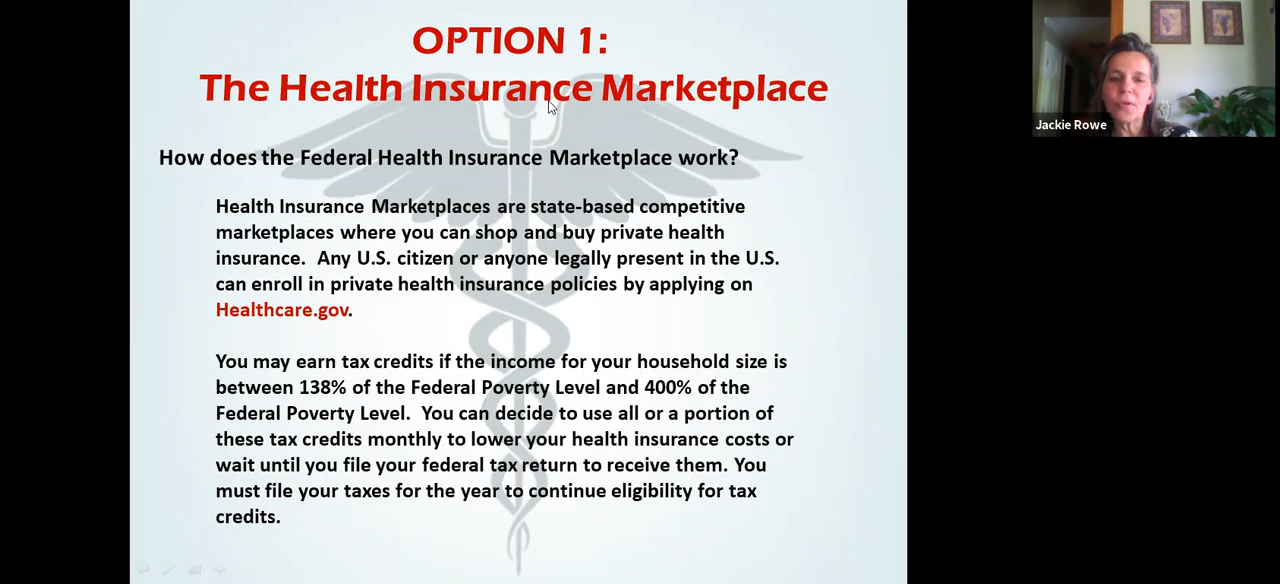 OPTION 1:
The Health Insurance Marketplace
How does the Federal Health Insurance Marketplace work?
Health Insurance Marketplaces are state-based competitive
marketplaces where you can shop and buy private health
insurance.  Any U.S. citizen or anyone legally present in the U.S.
can enroll in private health insurance policies by applying on
Healthcare.gov.
You may earn tax credits if the income for your household size is
between 138% of the Federal Poverty Level and 400% of the
Federal Poverty Level.  You can decide to use all or a portion of
these tax credits monthly to lower your health insurance costs or
wait until you file your federal tax return to receive them. You
must file your taxes for the year to continue eligibility for tax
credits.
Jackie Rowe